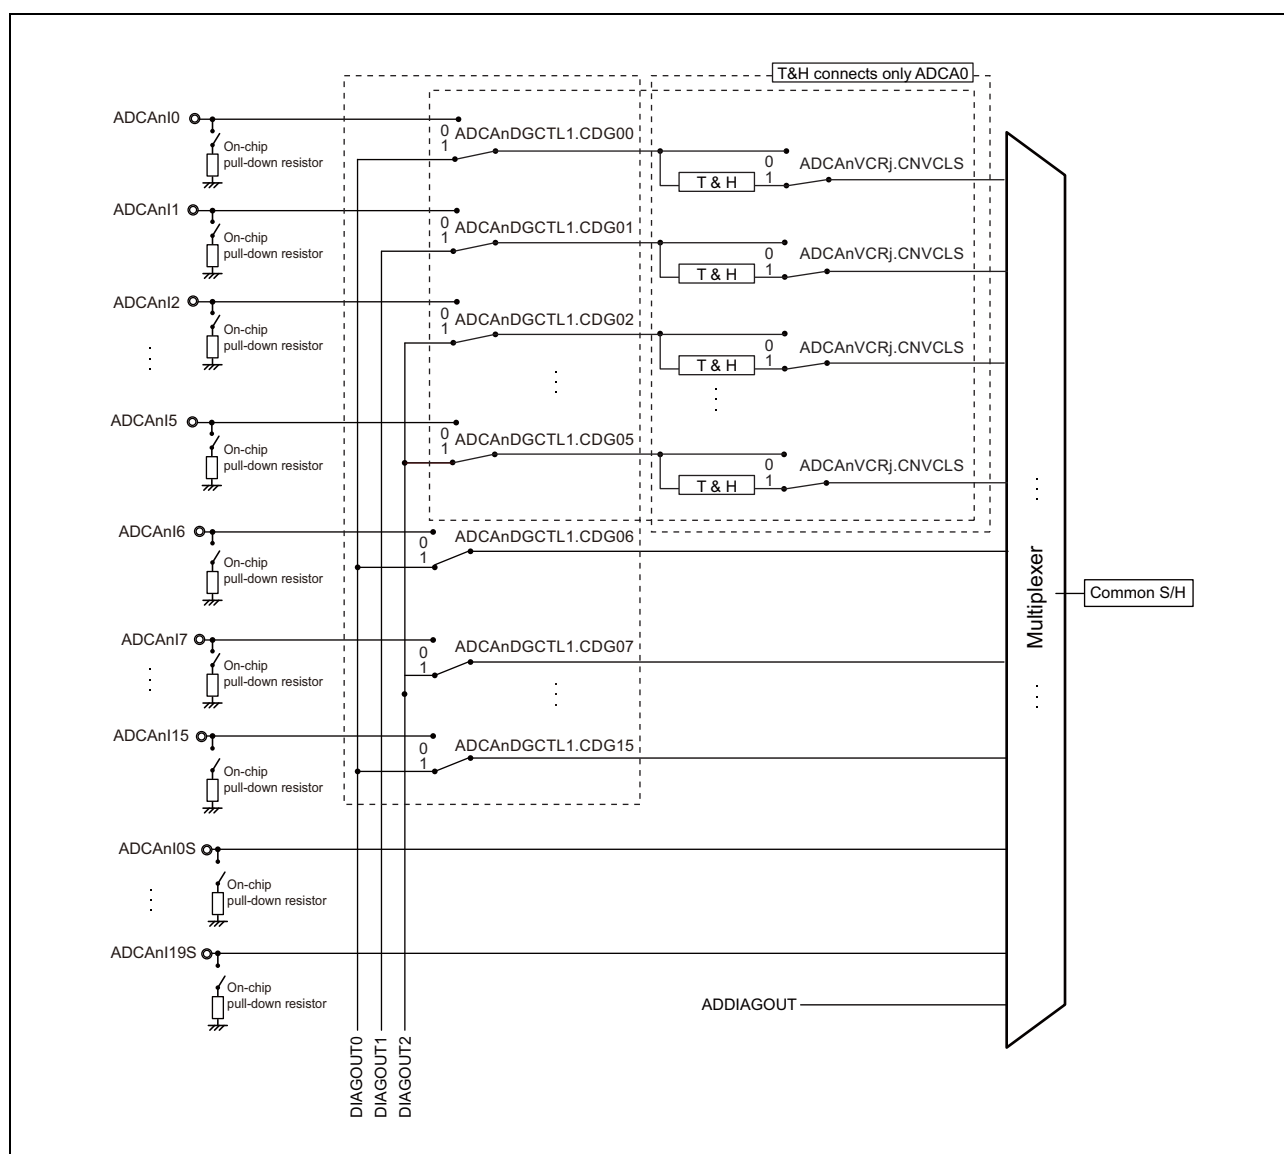 T&H connects only ADCA0
ADCAnI0
0
1
ADCAnDGCTL1.CDG00
On-chip
pull-down resistor
0
1
ADCAnVCRj.CNVCLS
T & H
ADCAnI1
0
1
ADCAnDGCTL1.CDG01
On-chip
pull-down resistor
0
1
ADCAnVCRj.CNVCLS
T & H
ADCAnI2
0
1
ADCAnDGCTL1.CDG02
On-chip
pull-down resistor
0
1
ADCAnVCRj.CNVCLS
T & H
ADCAnI5
0
1
ADCAnDGCTL1.CDG05
On-chip
pull-down resistor
0
1
ADCAnVCRj.CNVCLS
T & H
ADCAnI6
0
1
ADCAnDGCTL1.CDG06
On-chip
pull-down resistor
Multiplexer
Common S/H
ADCAnI7
0
1
ADCAnDGCTL1.CDG07
On-chip
pull-down resistor
ADCAnI15
0
1
ADCAnDGCTL1.CDG15
On-chip
pull-down resistor
ADCAnI0S
On-chip
pull-down resistor
ADCAnI19S
On-chip
pull-down resistor
ADDIAGOUT
DIAGOUT0
DIAGOUT1
DIAGOUT2